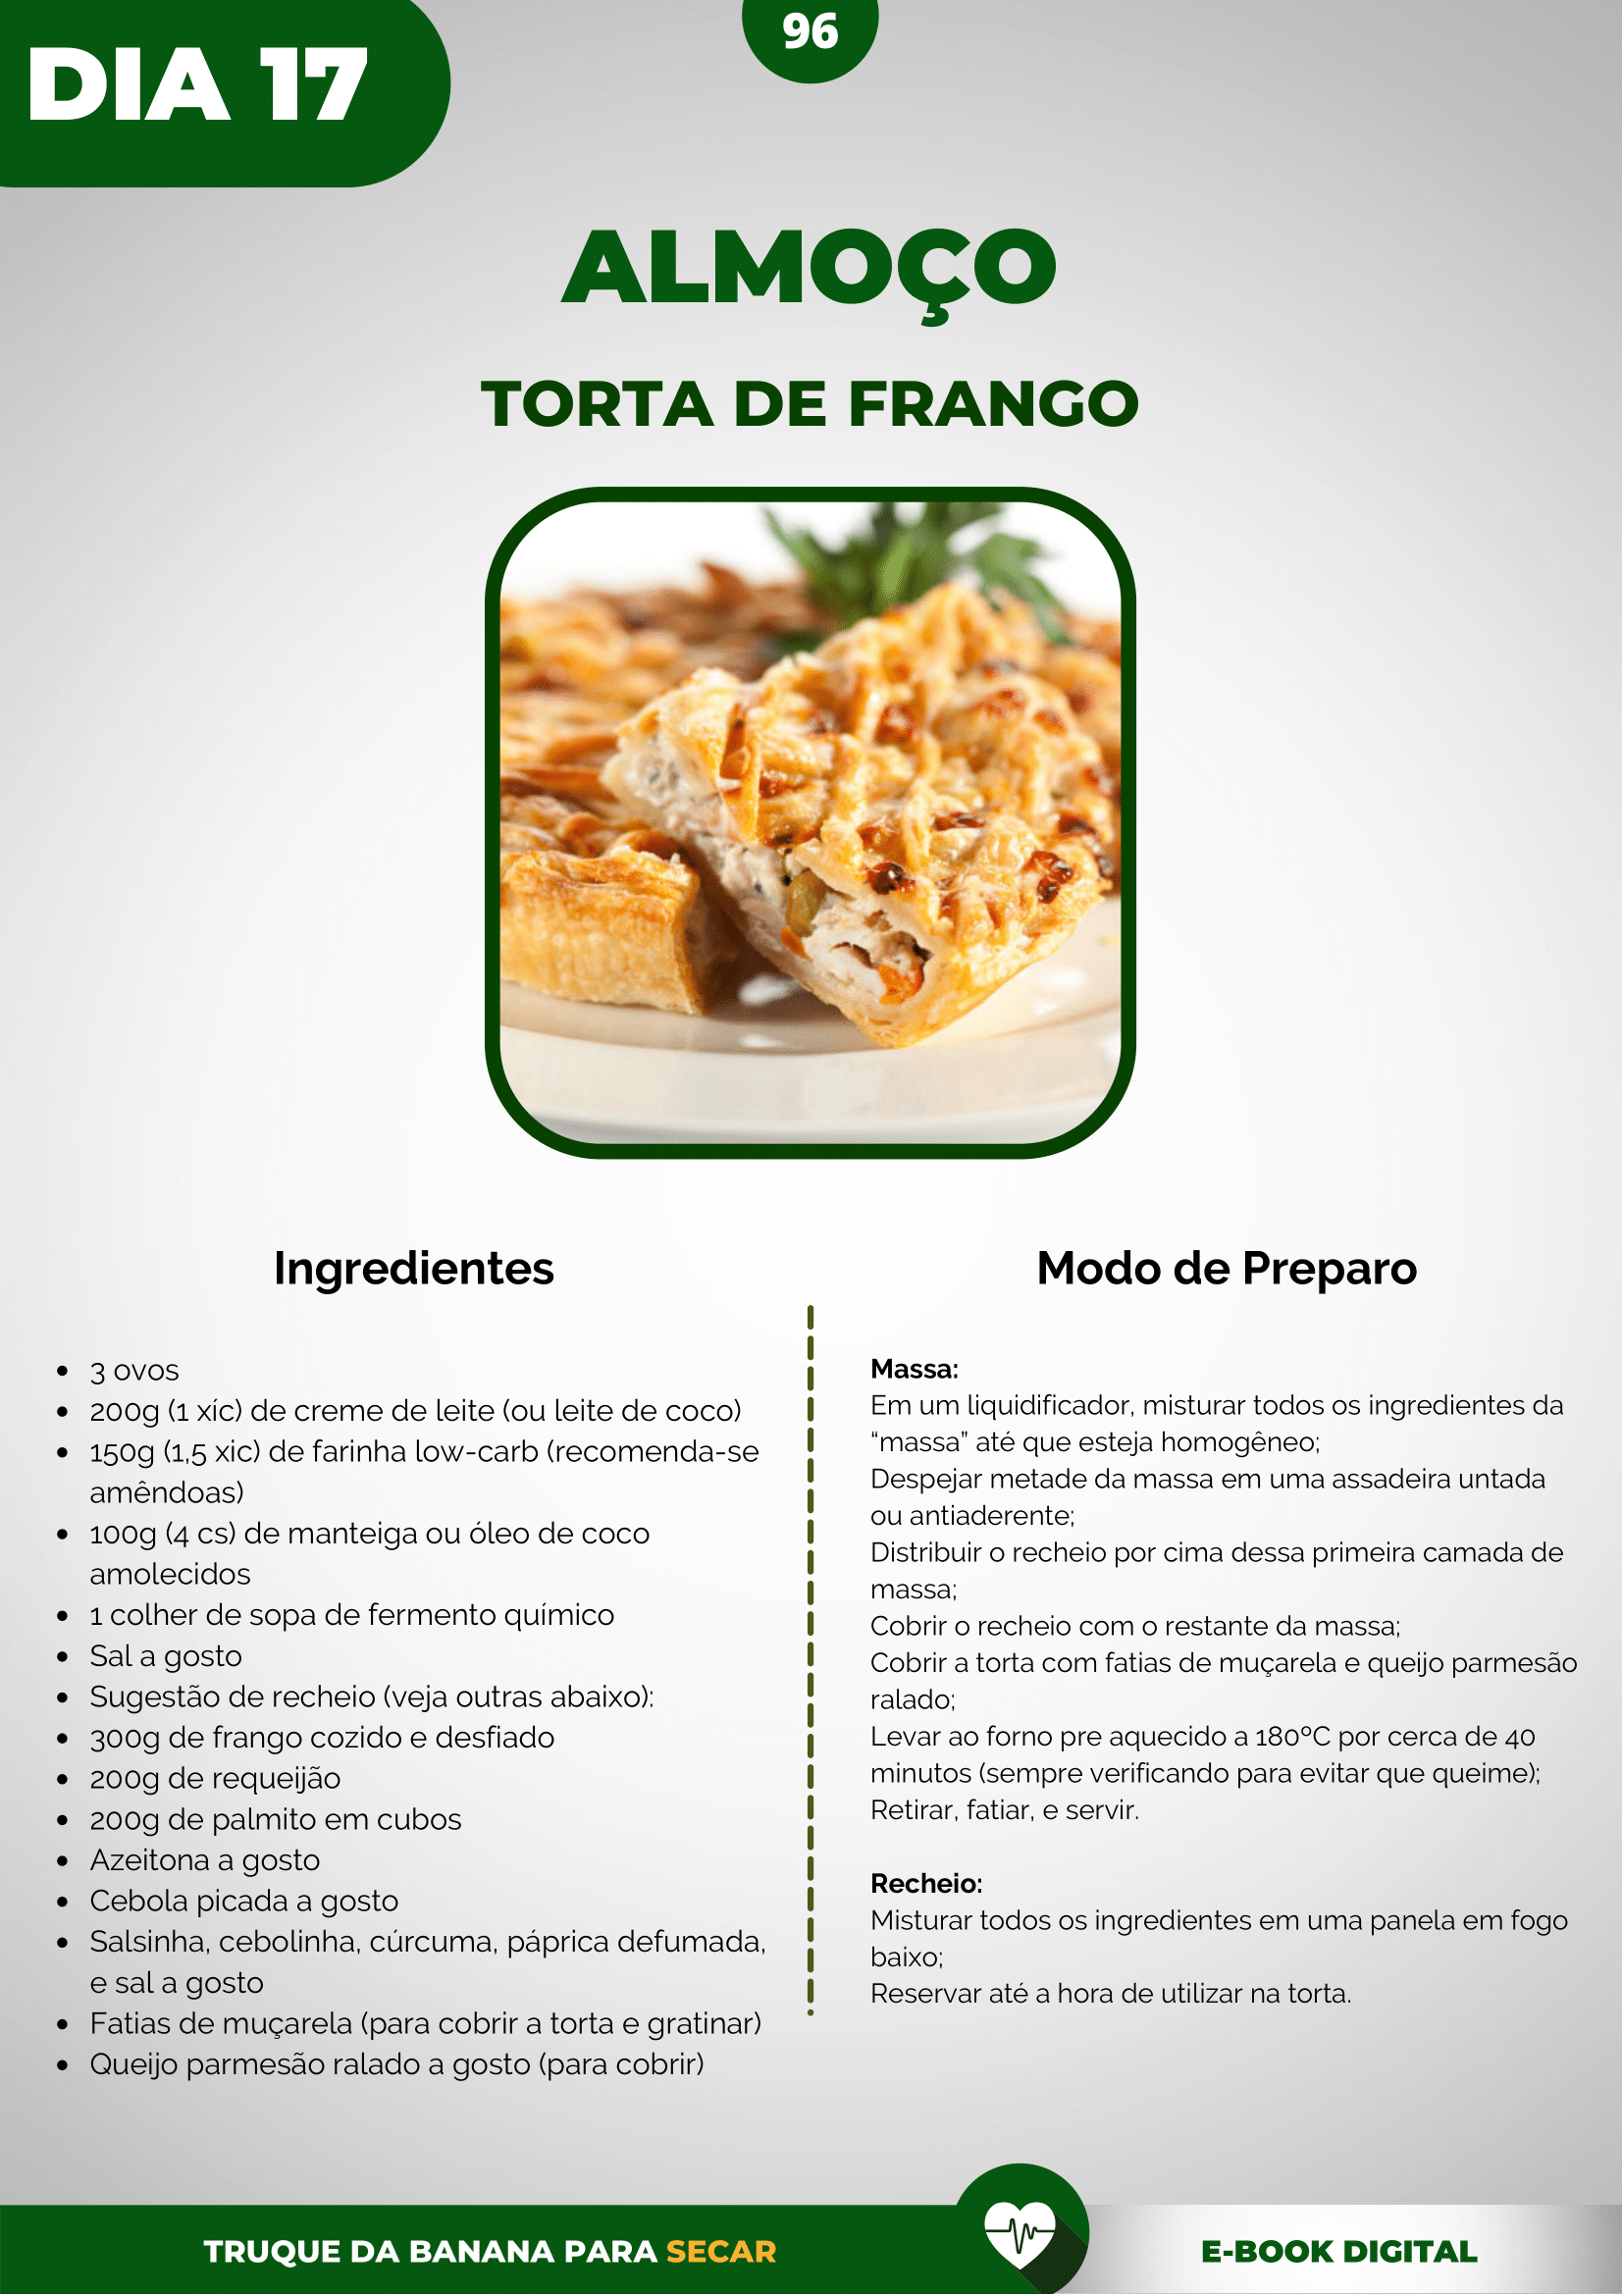 DIA 17
96
ALMOÇO
TORTA DE FRANGO
Ingredientes
• 3 ovos
• 200g (1 xíc) de creme de leite (ou leite de coco)
• 150g (1,5 xic) de farinha low-carb (recomenda-se
amêndoas)
• 100g (4 cs) de manteiga ou óleo de coco
amolecidos
• 1 colher de sopa de fermento químico
• Sal a gosto
• Sugestão de recheio (veja outras abaixo):
• 300g de frango cozido e desfiado
• 200g de requeijão
• 200g de palmito em cubos
• Azeitona a gosto
• Cebola picada a gosto
• Salsinha, cebolinha, cúrcuma, páprica defumada,
e sal a gosto
• Fatias de muçarela (para cobrir a torta e gratinar)
• Queijo parmesão ralado a gosto (para cobrir)
Modo de Preparo
Massa:
Em um liquidificador, misturar todos os ingredientes da
“massa” até que esteja homogêneo;
Despejar metade da massa em uma assadeira untada
ou antiaderente;
Distribuir o recheio por cima dessa primeira camada de
massa;
Cobrir o recheio com o restante da massa;
Cobrir a torta com fatias de muçarela e queijo parmesão
ralado;
Levar ao forno pre aquecido a 180ºC por cerca de 40
minutos (sempre verificando para evitar que queime);
Retirar, fatiar, e servir.
Recheio:
Misturar todos os ingredientes em uma panela em fogo
baixo;
Reservar até a hora de utilizar na torta.
TRUQUE DA BANANA PARA SECAR
E-BOOK DIGITAL